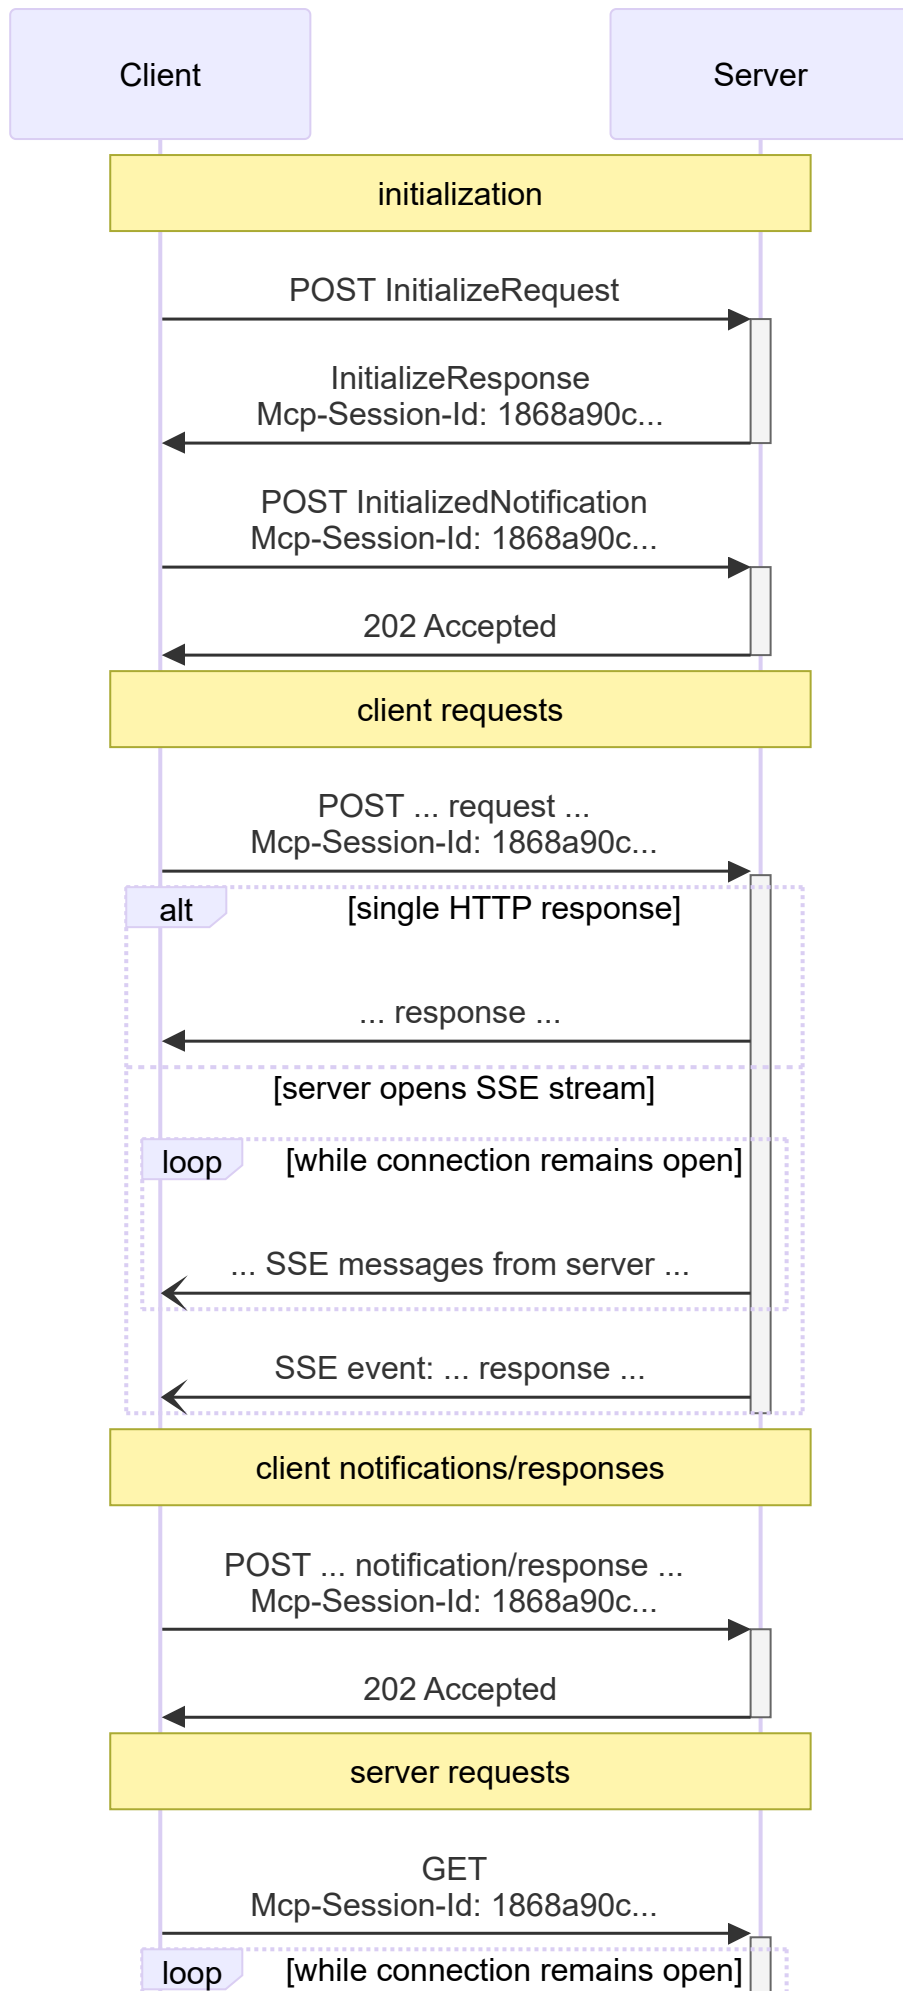 Client
Server
initialization
POST InitializeRequest
InitializeResponse
Mcp-Session-Id: 1868a90c...
POST InitializedNotification
Mcp-Session-Id: 1868a90c...
202 Accepted
client requests
POST ... request ...
Mcp-Session-Id: 1868a90c...
alt
[single HTTP response]
... response ...
[server opens SSE stream]
loop
[while connection remains open]
... SSE messages from server ...
SSE event: ... response ...
client notifications/responses
POST ... notification/response ...
Mcp-Session-Id: 1868a90c...
202 Accepted
server requests
GET
Mcp-Session-Id: 1868a90c...
loop
[while connection remains open]